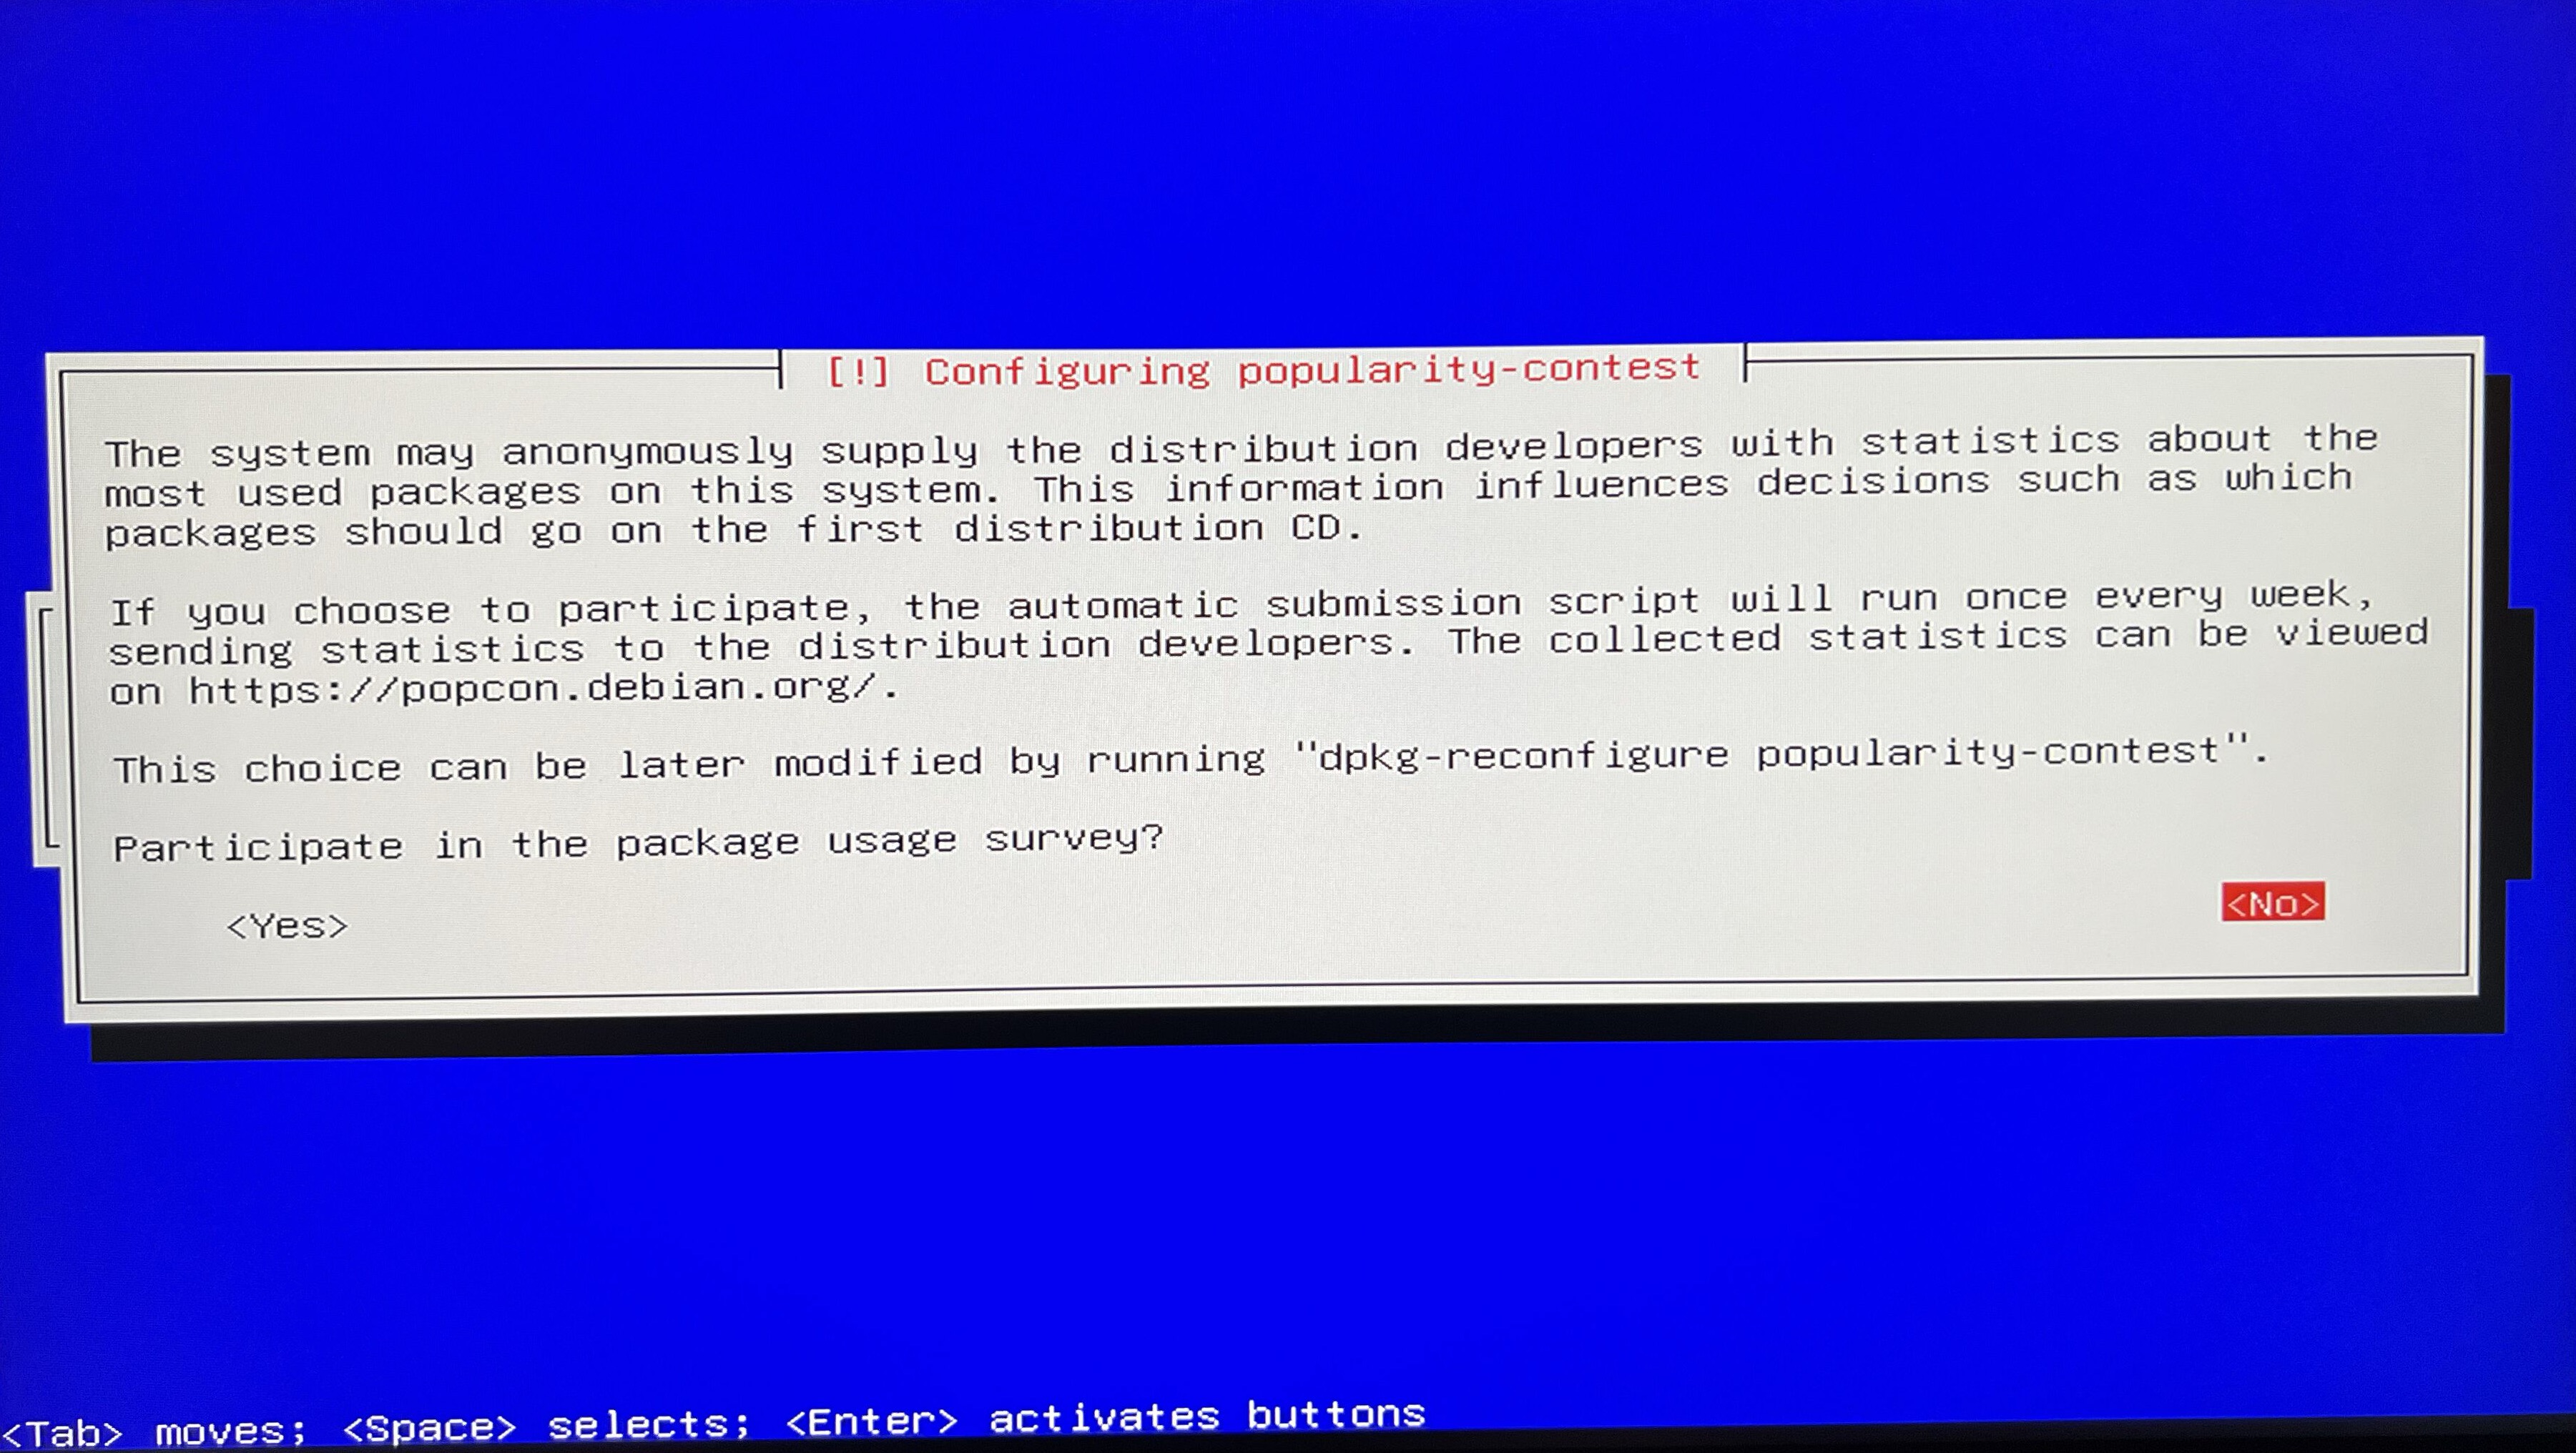 [!] Configuring popularity-contest
The system may anonymously supply the distribution developers with statistics about the
most used packages on this system. This information influences decisions such as which
packages should go on the first distribution CD.
If you choose to participate, the automatic submission script will run once every week,
sending statistics to the distribution developers. The collected statistics can be viewed
on https://popcon.debian.org/.
This choice can be later modified by running "dpkg-reconfigure popularity-contest".
Participate in the package usage survey?
<Yes> <No>
<Tab> moves; <Space> selects; <Enter> activates buttons